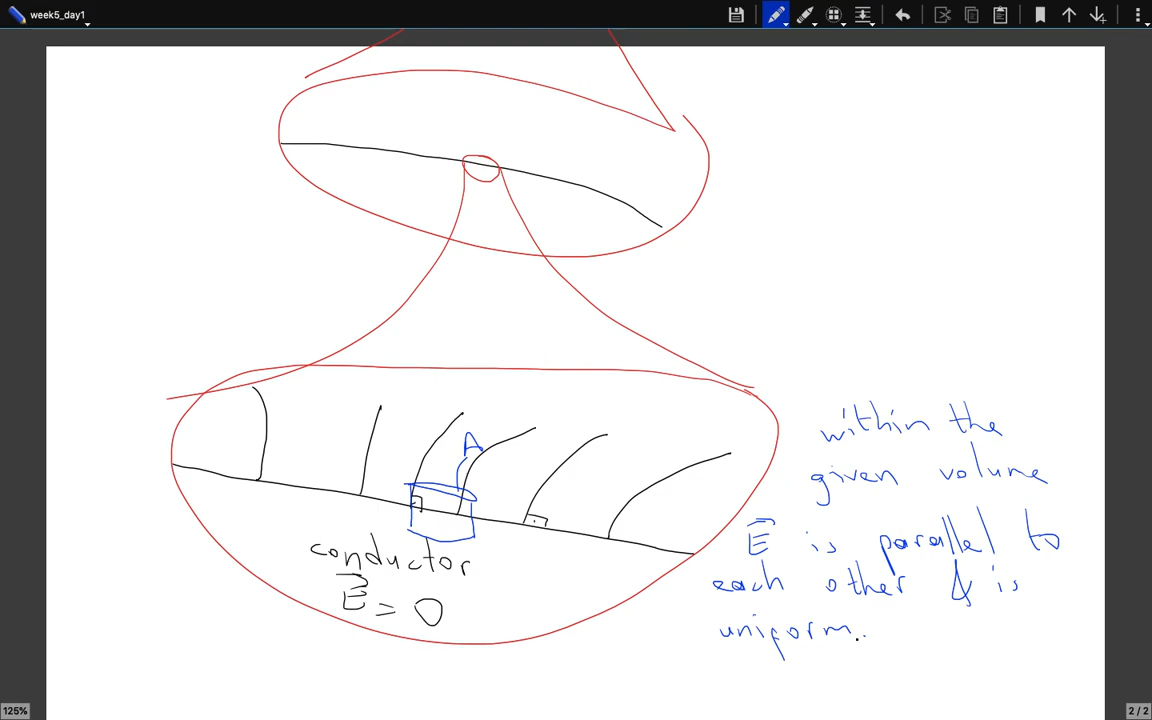 week5_day1
A
within the
given volume
E is parallel to
each other & is
uniform.
conductor
E = 0
125%
2 / 2